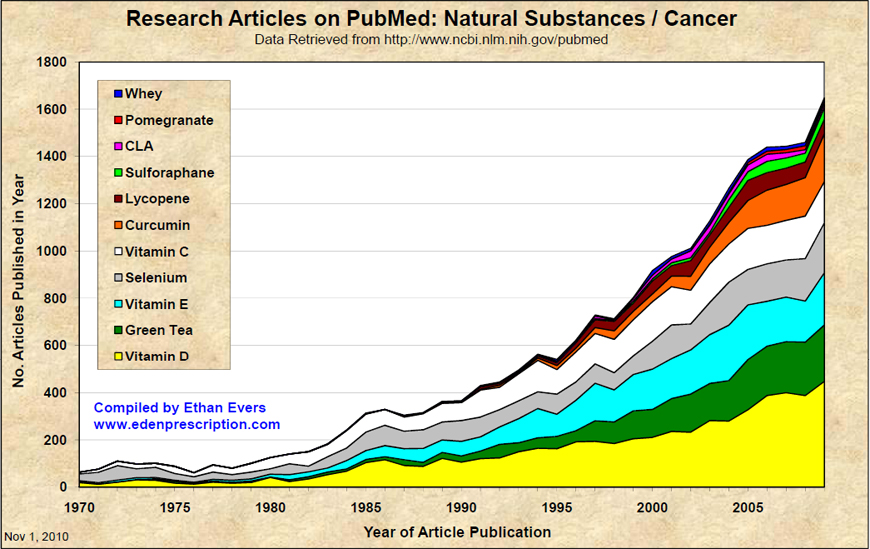 Research Articles on PubMed: Natural Substances / Cancer
Data Retrieved from http://www.ncbi.nlm.nih.gov/pubmed
No. Articles Published in Year
1800
1600
1400
1200
1000
800
600
400
200
0
Whey
Pomegranate
CLA
Sulforaphane
Lycopene
Curcumin
Vitamin C
Selenium
Vitamin E
Green Tea
Vitamin D
Compiled by Ethan Evers
www.edenprescription.com
1970
1975
1980
1985
1990
1995
2000
2005
Year of Article Publication
Nov 1, 2010